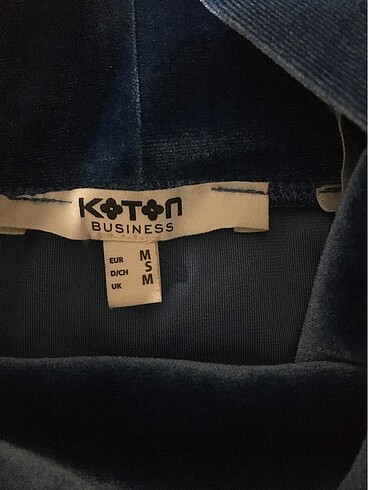 KOTON
BUSINESS
EUR M
D/CH S
UK M